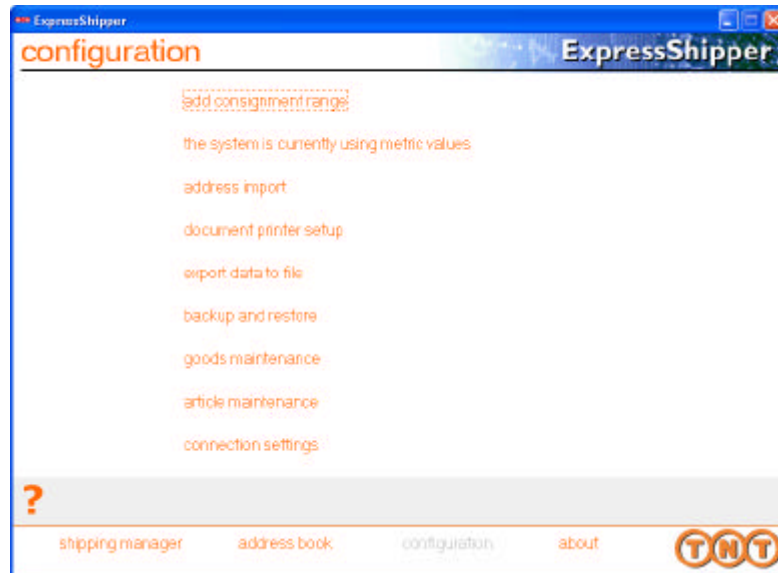 ExpressShipper
configuration
ExpressShipper
add consignment range
the system is currently using metric values
address import
document printer setup
export data to file
backup and restore
goods maintenance
article maintenance
connection settings
?
shipping manager address book configuration about
TNT